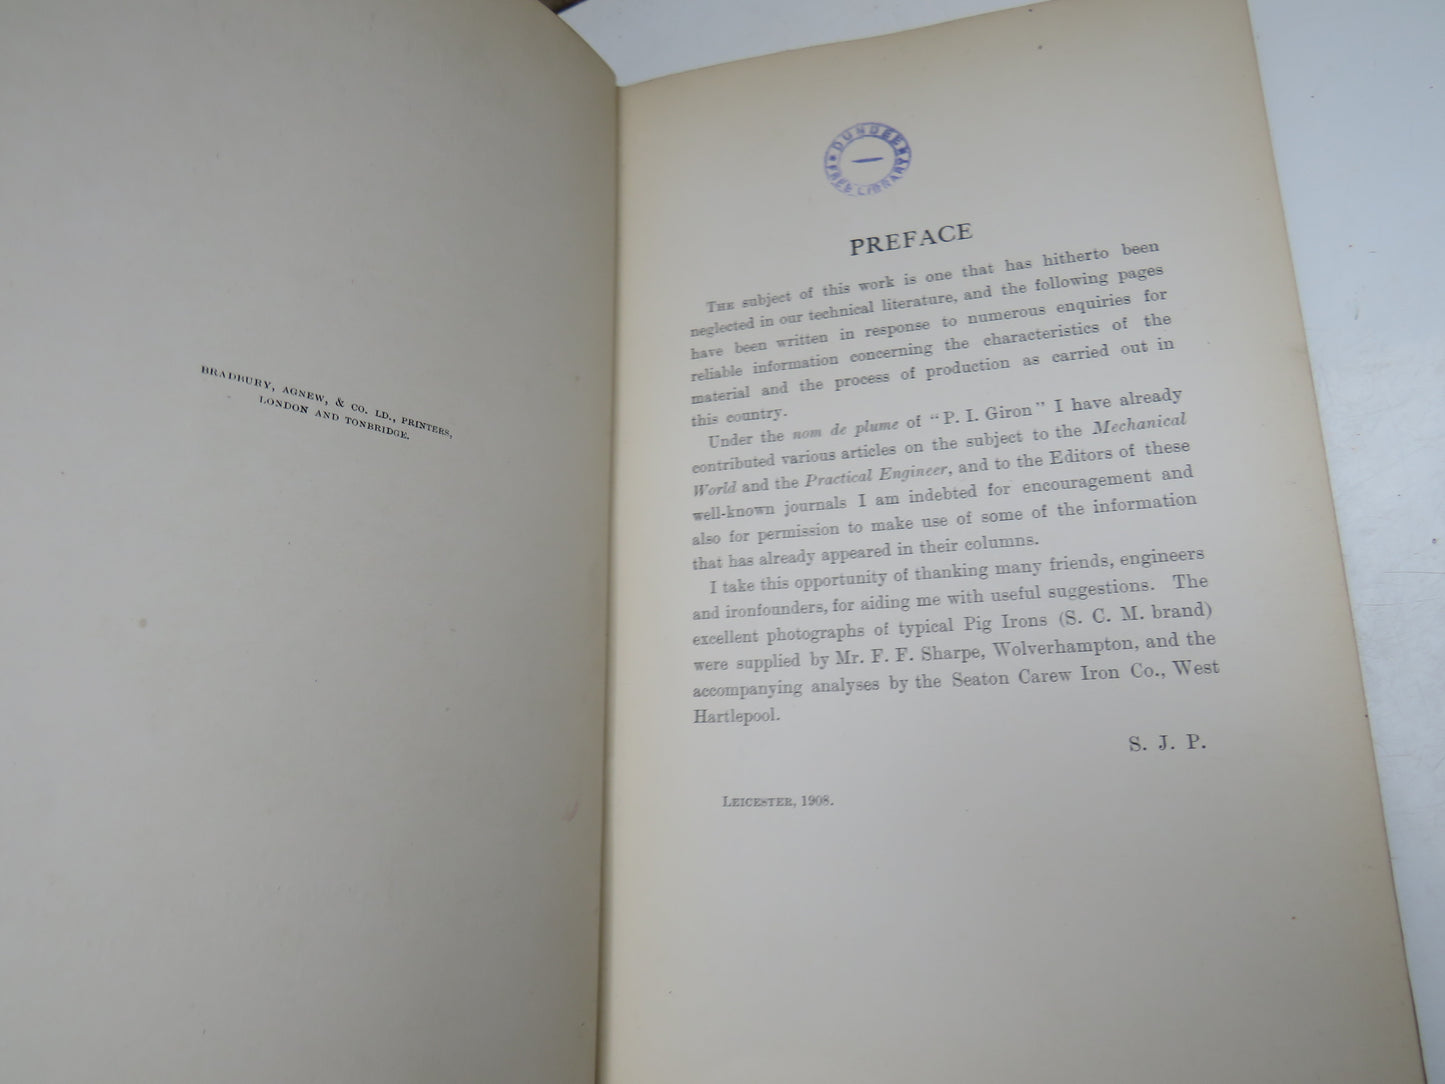 BRADBURY, AGNEW, & CO. LD., PRINTERS,
LONDON AND TONBRIDGE.
DUNDEE
FREE LIBRARY
PREFACE
THE subject of this work is one that has hitherto been
neglected in our technical literature, and the following pages
have been written in response to numerous enquiries for
reliable information concerning the characteristics of the
material and the process of production as carried out in
this country.
Under the nom de plume of "P. I. Giron" I have already
contributed various articles on the subject to the Mechanical
World and the Practical Engineer, and to the Editors of these
well-known journals I am indebted for encouragement and
also for permission to make use of some of the information
that has already appeared in their columns.
I take this opportunity of thanking many friends, engineers
and ironfounders, for aiding me with useful suggestions. The
excellent photographs of typical Pig Irons (S. C. M. brand)
were supplied by Mr. F. F. Sharpe, Wolverhampton, and the
accompanying analyses by the Seaton Carew Iron Co., West
Hartlepool.
S. J. P.
LEICESTER, 1908.